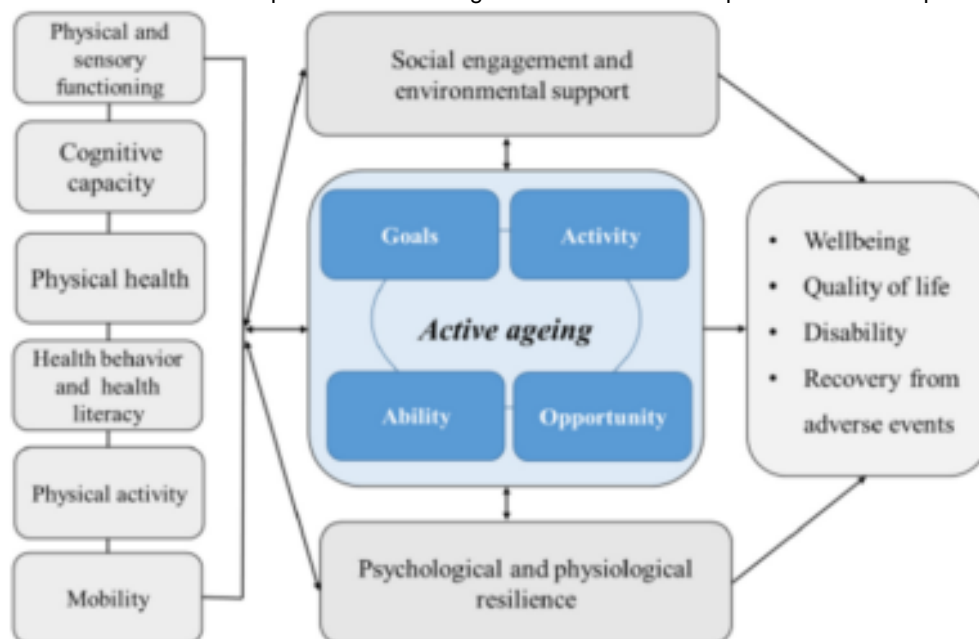 Physical and
sensory
functioning
Cognitive
capacity
Physical health
Health behavior
and health
literacy
Physical activity
Mobility
Social engagement and
environmental support
Goals
Activity
Active ageing
Ability
Opportunity
Psychological and physiological
resilience
• Wellbeing
• Quality of life
• Disability
• Recovery from
adverse events